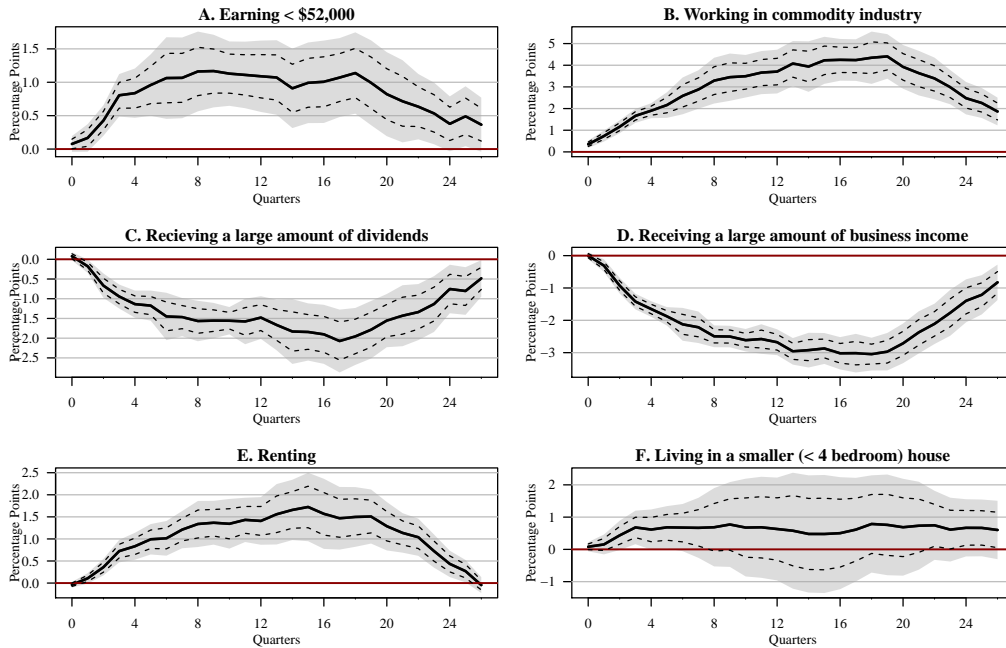 A. Earning < $52,000
Percentage Points
1.5
1.0
0.5
0.0
0 4 8 12 16 20 24
Quarters
B. Working in commodity industry
Percentage Points
5
4
3
2
1
0
0 4 8 12 16 20 24
Quarters
C. Recieving a large amount of dividends
Percentage Points
0.0
0.5
1.0
1.5
2.0
2.5
0 4 8 12 16 20 24
Quarters
D. Receiving a large amount of business income
Percentage Points
0
−1
−2
−3
0 4 8 12 16 20 24
Quarters
E. Renting
Percentage Points
2.5
2.0
1.5
1.0
0.5
0.0
0 4 8 12 16 20 24
Quarters
F. Living in a smaller (< 4 bedroom) house
Percentage Points
2
1
0
−1
0 4 8 12 16 20 24
Quarters